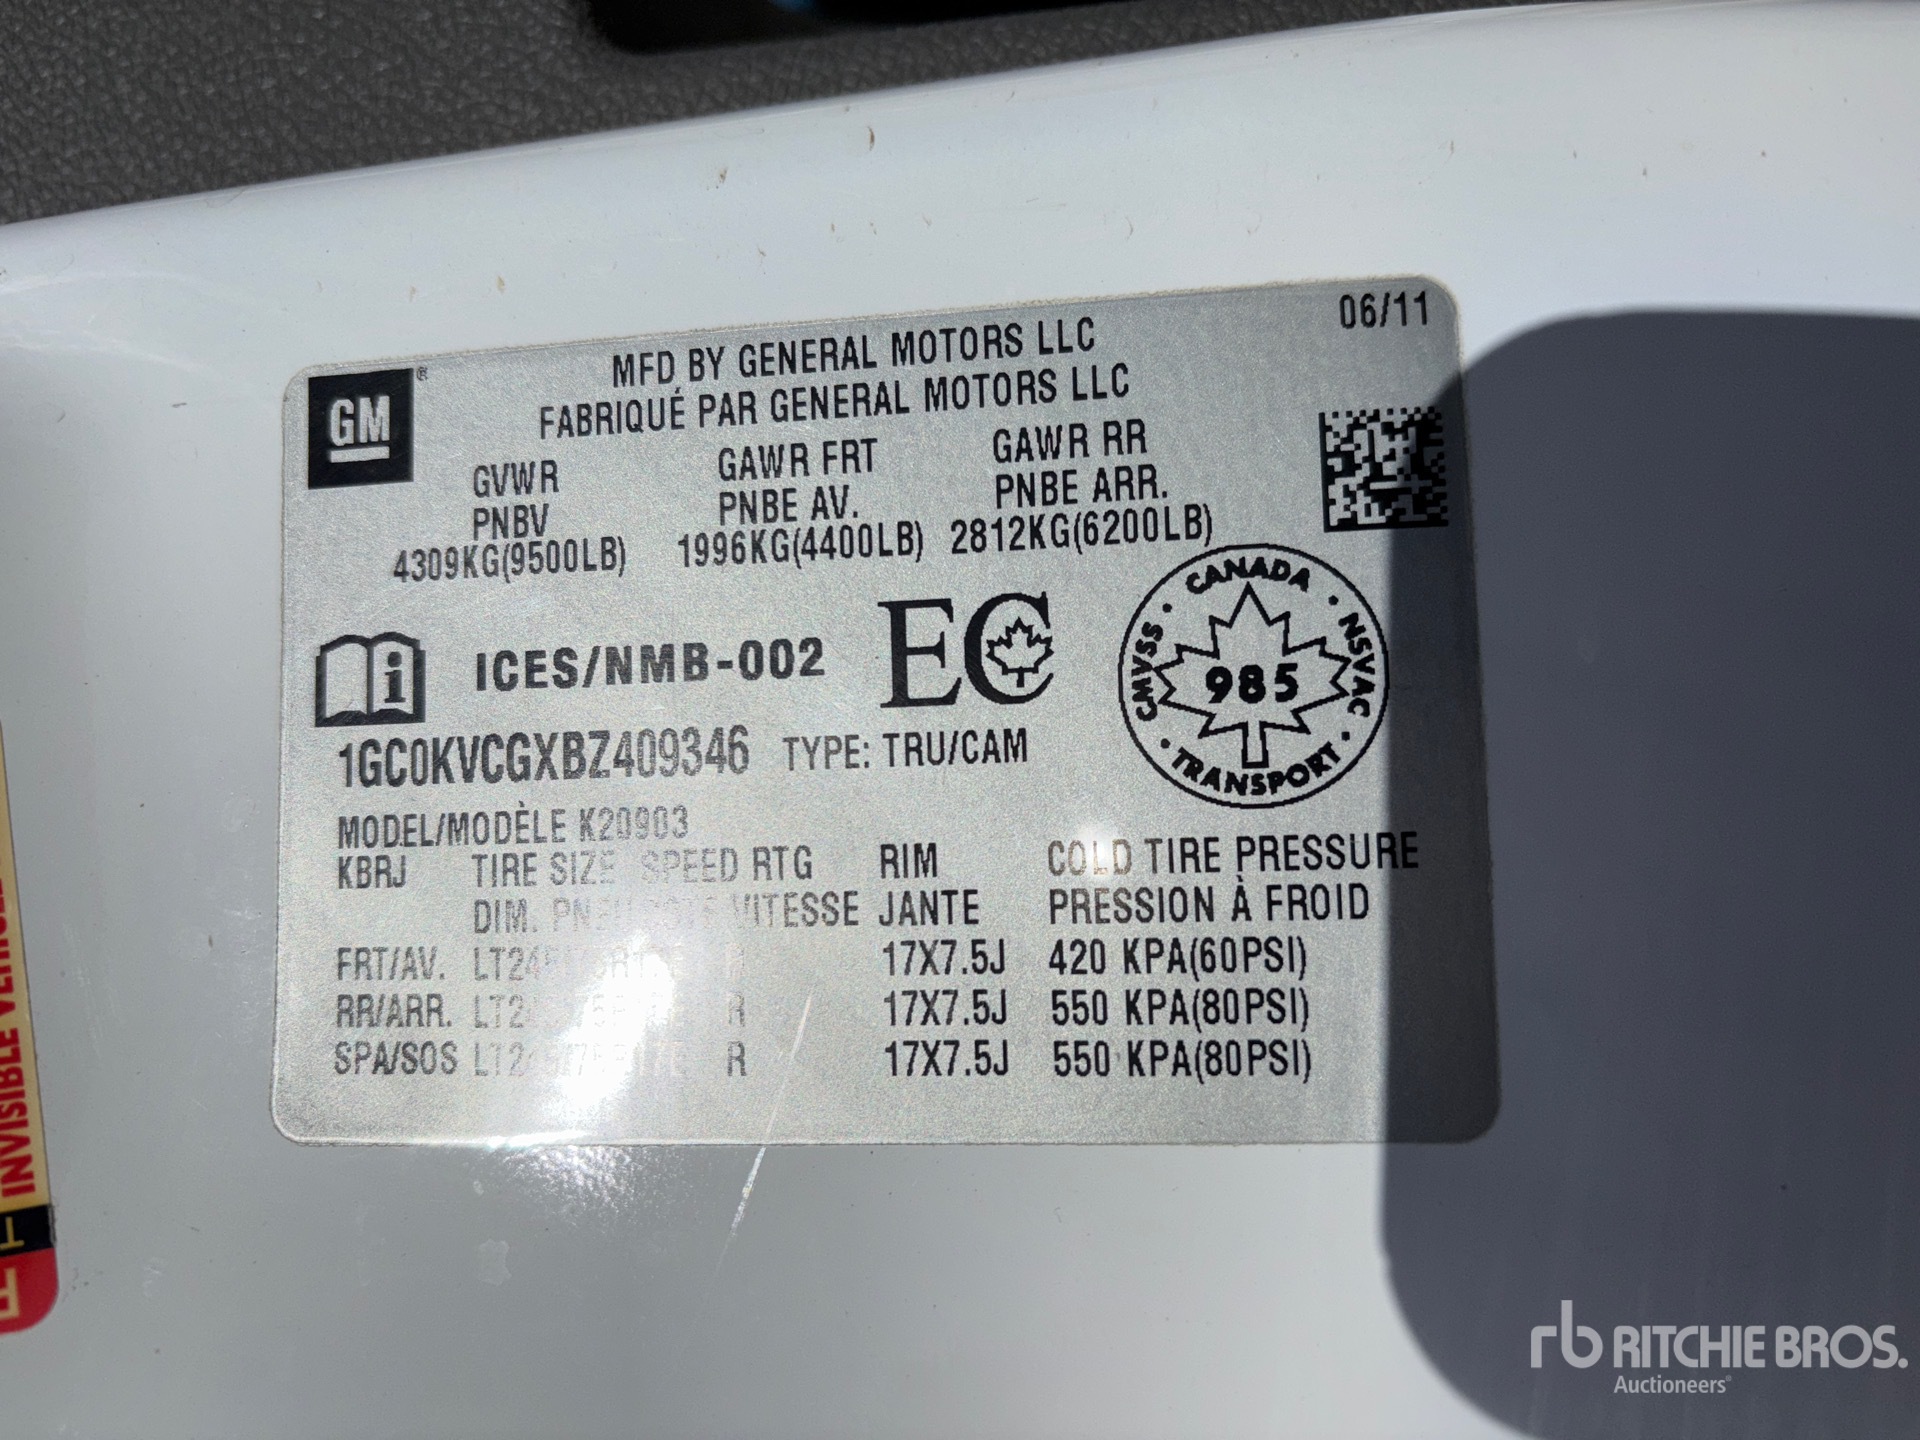 06/11
MFD BY GENERAL MOTORS LLC
FABRIQUÉ PAR GENERAL MOTORS LLC
GM ®
GVWR GAWR FRT GAWR RR
PNBV PNBE AV. PNBE ARR.
4309KG(9500LB) 1996KG(4400LB) 2812KG(6200LB)
i ICES/NMB-002 EC
CANADA
CMVSS · 985 · NSVAC
· TRANSPORT ·
1GC0KVCGXBZ409346 TYPE: TRU/CAM
MODEL/MODÈLE K20903
KBRJ TIRE SIZE SPEED RTG RIM COLD TIRE PRESSURE
DIM. VITESSE JANTE PRESSION À FROID
FRT/AV. 17X7.5J 420 KPA(60PSI)
RR/ARR. R 17X7.5J 550 KPA(80PSI)
SPA/SOS R 17X7.5J 550 KPA(80PSI)
INVISIBLE
rb RITCHIE BROS.
Auctioneers